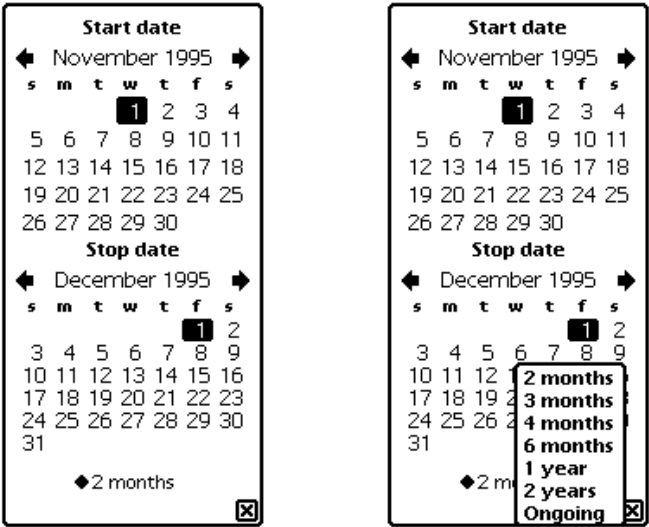 Start date
November 1995
s m t w t f s
1 2 3 4
5 6 7 8 9 10 11
12 13 14 15 16 17 18
19 20 21 22 23 24 25
26 27 28 29 30
Stop date
December 1995
s m t w t f s
1 2
3 4 5 6 7 8 9
10 11 12 13 14 15 16
17 18 19 20 21 22 23
24 25 26 27 28 29 30
31
2 months
Start date
November 1995
s m t w t f s
1 2 3 4
5 6 7 8 9 10 11
12 13 14 15 16 17 18
19 20 21 22 23 24 25
26 27 28 29 30
Stop date
December 1995
s m t w t f s
1 2
3 4 5 6 7 8 9
10 11 12
17 18 19
24 25 26
31
2 m
2 months
3 months
4 months
6 months
1 year
2 years
Ongoing